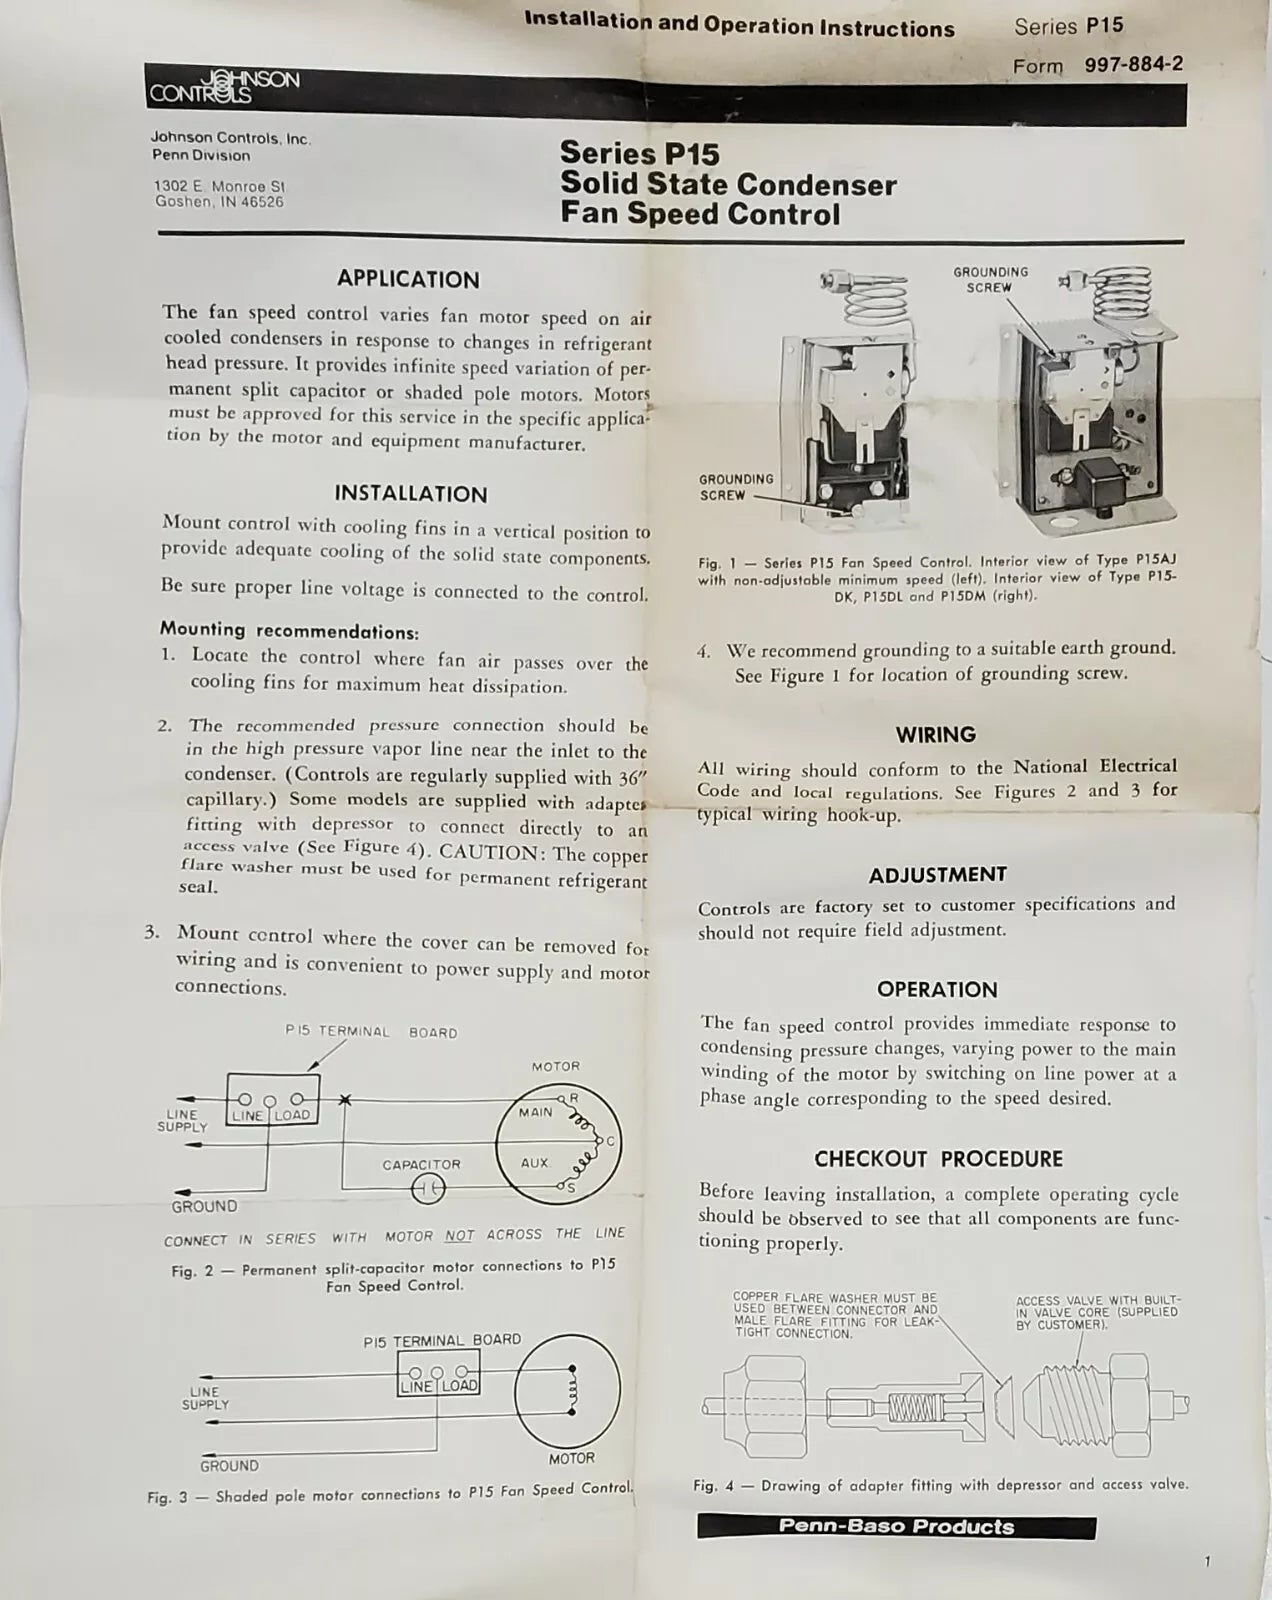 Installation and Operation Instructions
Series P15
Form 997-884-2
JOHNSON
CONTROLS
Johnson Controls, Inc.
Penn Division
1302 E. Monroe St.
Goshen, IN 46526
Series P15
Solid State Condenser
Fan Speed Control
APPLICATION
The fan speed control varies fan motor speed on air
cooled condensers in response to changes in refrigerant
head pressure. It provides infinite speed variation of per-
manent split capacitor or shaded pole motors. Motors
must be approved for this service in the specific applica-
tion by the motor and equipment manufacturer.
INSTALLATION
Mount control with cooling fins in a vertical position to
provide adequate cooling of the solid state components.
Be sure proper line voltage is connected to the control.
Mounting recommendations:
1. Locate the control where fan air passes over the
cooling fins for maximum heat dissipation.
2. The recommended pressure connection should be
in the high pressure vapor line near the inlet to the
condenser. (Controls are regularly supplied with 36"
capillary.) Some models are supplied with adapter
fitting with depressor to connect directly to an
access valve (See Figure 4). CAUTION: The copper
flare washer must be used for permanent refrigerant
seal.
3. Mount control where the cover can be removed for
wiring and is convenient to power supply and motor
connections.
P15 TERMINAL BOARD
MOTOR
LINE LOAD
LINE
SUPPLY
MAIN
R
C
CAPACITOR
AUX.
S
GROUND
CONNECT IN SERIES WITH MOTOR NOT ACROSS THE LINE
Fig. 2 — Permanent split-capacitor motor connections to P15
Fan Speed Control.
P15 TERMINAL BOARD
LINE LOAD
LINE
SUPPLY
GROUND
MOTOR
Fig. 3 — Shaded pole motor connections to P15 Fan Speed Control.
GROUNDING
SCREW
GROUNDING
SCREW
Fig. 1 — Series P15 Fan Speed Control. Interior view of Type P15AJ
with non-adjustable minimum speed (left). Interior view of Type P15-
DK, P15DL and P15DM (right).
4. We recommend grounding to a suitable earth ground.
See Figure 1 for location of grounding screw.
WIRING
All wiring should conform to the National Electrical
Code and local regulations. See Figures 2 and 3 for
typical wiring hook-up.
ADJUSTMENT
Controls are factory set to customer specifications and
should not require field adjustment.
OPERATION
The fan speed control provides immediate response to
condensing pressure changes, varying power to the main
winding of the motor by switching on line power at a
phase angle corresponding to the speed desired.
CHECKOUT PROCEDURE
Before leaving installation, a complete operating cycle
should be observed to see that all components are func-
tioning properly.
COPPER FLARE WASHER MUST BE
USED BETWEEN CONNECTOR AND
MALE FLARE FITTING FOR LEAK-
TIGHT CONNECTION.
ACCESS VALVE WITH BUILT-
IN VALVE CORE (SUPPLIED
BY CUSTOMER).
Fig. 4 — Drawing of adapter fitting with depressor and access valve.
Penn-Baso Products
1